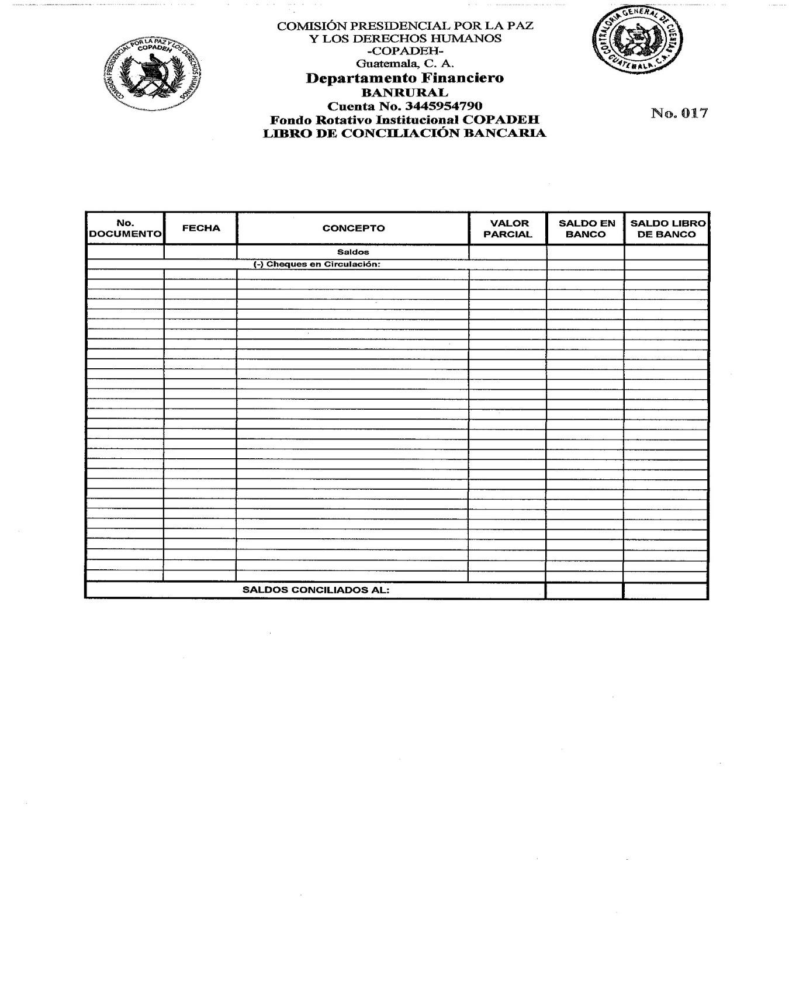 COMISIÓN PRESIDENCIAL POR LA PAZ
Y LOS DERECHOS HUMANOS
-COPADEH-
Guatemala, C. A.
Departamento Financiero
BANRURAL
Cuenta No. 3445954790
Fondo Rotativo Institucional COPADEH
LIBRO DE CONCILIACIÓN BANCARIA
COMISIÓN PRESIDENCIAL POR LA PAZ Y LOS DERECHOS HUMANOS
COPADEH
CONTRALORIA GENERAL DE CUENTAS
GUATEMALA, C.A.
No. 017
No. DOCUMENTO FECHA CONCEPTO VALOR PARCIAL SALDO EN BANCO SALDO LIBRO DE BANCO
Saldos
(-) Cheques en Circulación:
SALDOS CONCILIADOS AL: